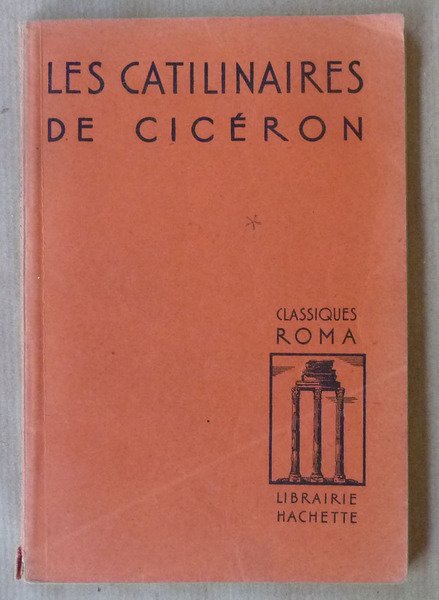 LES CATILINAIRES
DE CICÉRON
CLASSIQUES
ROMA
LIBRAIRIE
HACHETTE